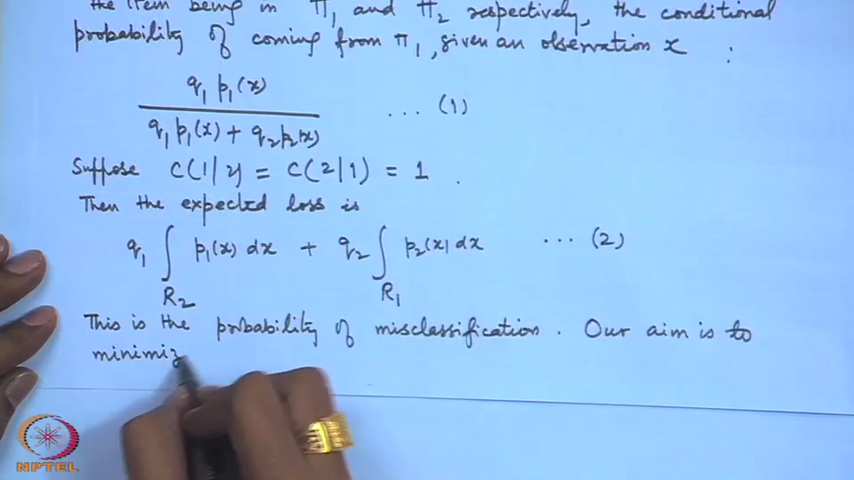 the item being in Π₁ and Π₂ respectively, the conditional
probability of coming from Π₁, given an observation x :
q₁ p₁(x)
q₁ p₁(x) + q₂ p₂(x)
... (1)
Suppose C(1|2) = C(2|1) = 1 .
Then the expected loss is
q₁ ∫_R₂ p₁(x) dx + q₂ ∫_R₁ p₂(x) dx ... (2)
This is the probability of misclassification . Our aim is to
minimiz
NPTEL